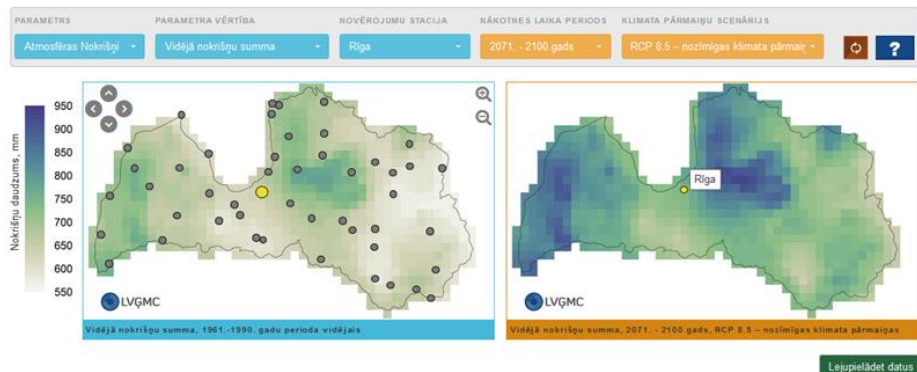 PARAMETRS PARAMETRA VĒRTĪBA NOVĒROJUMU STACIJA NĀKOTNES LAIKA PERIODS KLIMATA PĀRMAIŅU SCENĀRIJS
Atmosfēras Nokrišņi Vidējā nokrišņu summa Rīga 2071. - 2100.gads RCP 8.5 – nozīmīgas klimata pārmaiņ
?
Nokrišņu daudzums, mm
950
900
850
800
750
700
650
600
550
Rīga
LVĢMC
LVĢMC
Vidējā nokrišņu summa, 1961.-1990. gadu perioda vidējais
Vidējā nokrišņu summa, 2071. - 2100.gads, RCP 8.5 – nozīmīgas klimata pārmaiņas
Lejupielādēt datus